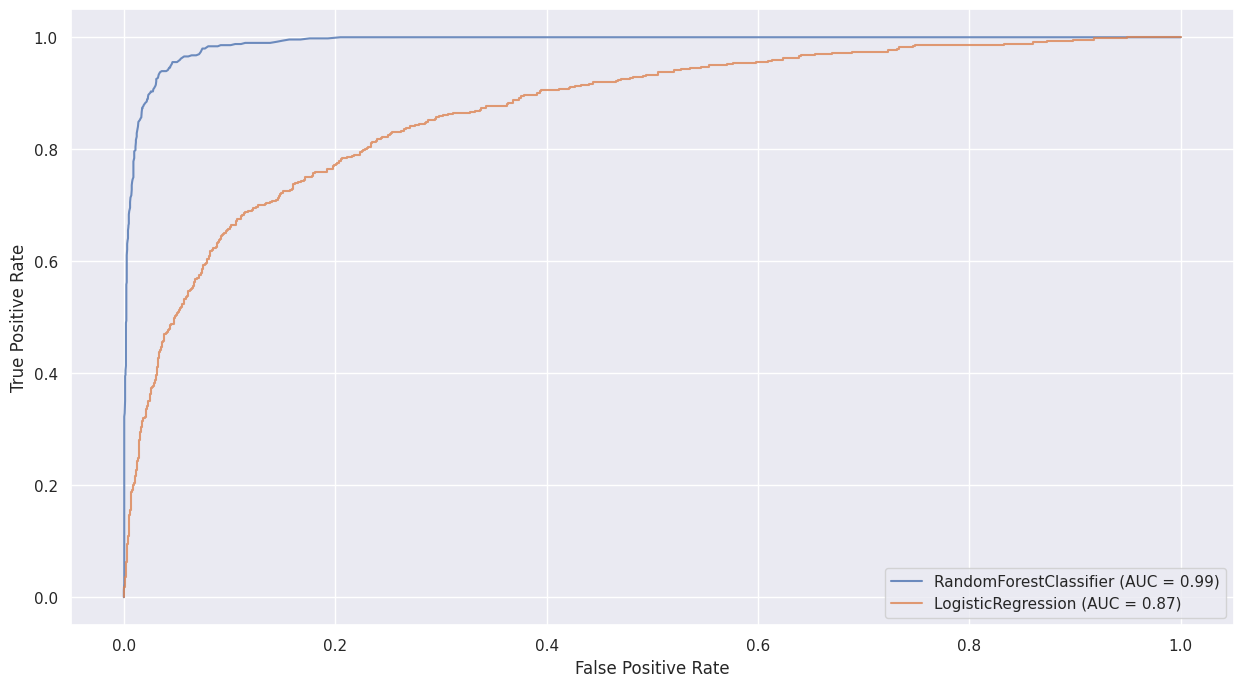 1.0
0.8
0.6
0.4
0.2
0.0
True Positive Rate
RandomForestClassifier (AUC = 0.99)
LogisticRegression (AUC = 0.87)
0.0 0.2 0.4 0.6 0.8 1.0
False Positive Rate